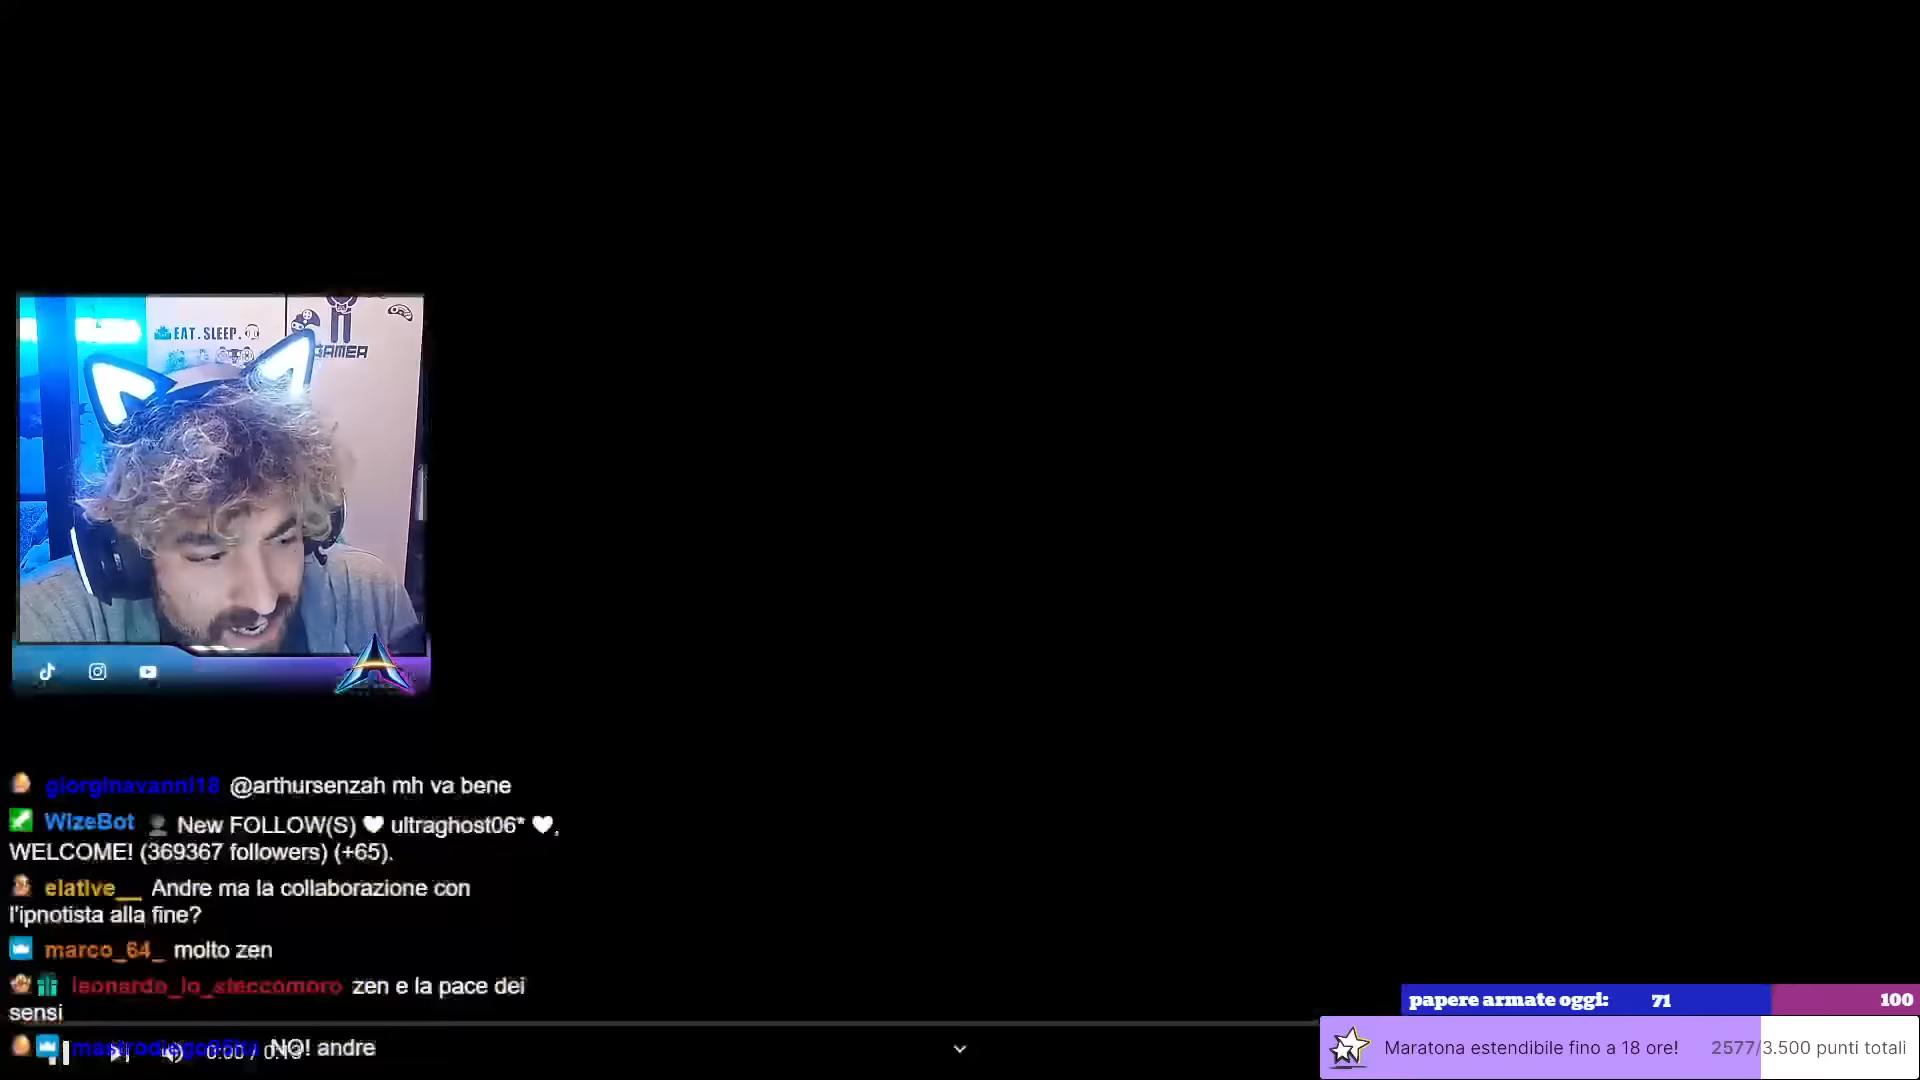 EAT.SLEEP.
GAMER
giorginavanni18 @arthursenzah mh va bene
WizeBot New FOLLOW(S) ultraghost06* ,
WELCOME! (369367 followers) (+65).
elative__ Andre ma la collaborazione con
l'ipnotista alla fine?
marco_64_ molto zen
leonardo_lo_steccomoro zen e la pace dei
sensi
NO! andre
0:00 /
papere armate oggi: 71 100
Maratona estendibile fino a 18 ore! 2577/3.500 punti totali